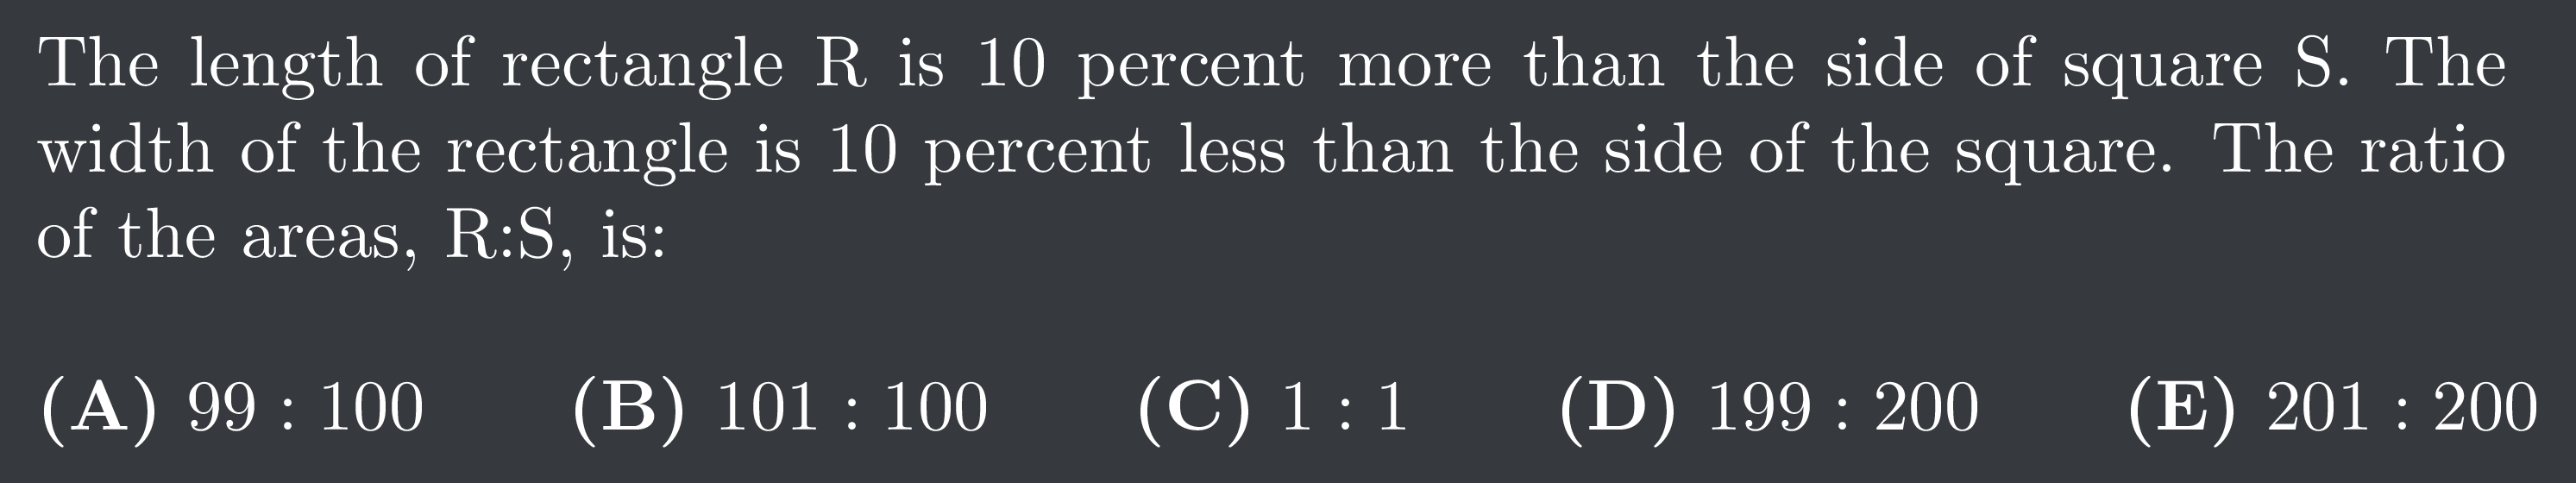 The length of rectangle R is 10 percent more than the side of square S. The
width of the rectangle is 10 percent less than the side of the square. The ratio
of the areas, R:S, is:
(A) 99 : 100 (B) 101 : 100 (C) 1 : 1 (D) 199 : 200 (E) 201 : 200